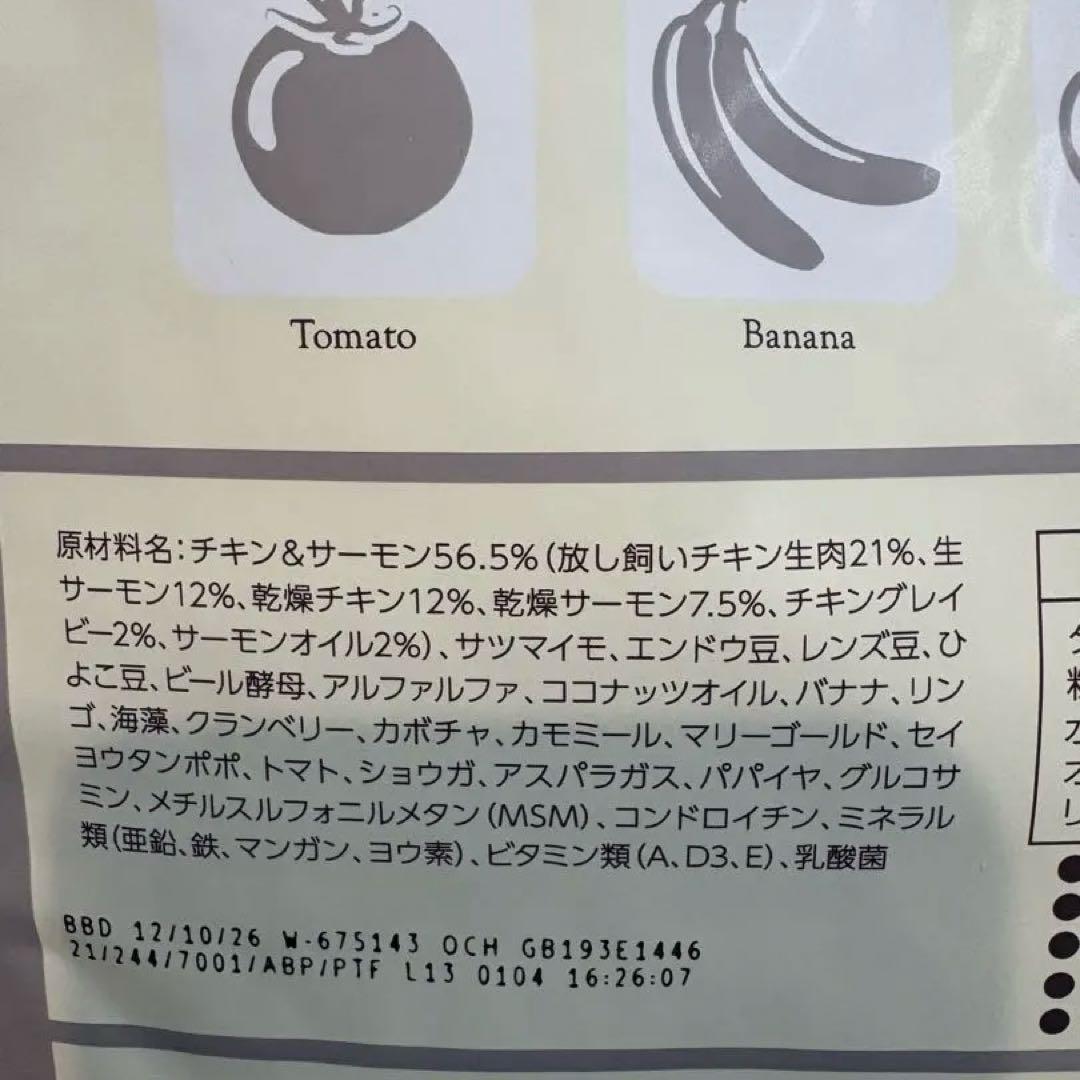 Tomato
Banana
原材料名:チキン&サーモン56.5%(放し飼いチキン生肉21%、生
サーモン12%、乾燥チキン12%、乾燥サーモン7.5%、チキングレイ
ビー2%、サーモンオイル2%)、サツマイモ、エンドウ豆、レンズ豆、ひ
よこ豆、ビール酵母、アルファルファ、ココナッツオイル、バナナ、リン
ゴ、海藻、クランベリー、カボチャ、カモミール、マリーゴールド、セイ
ヨウタンポポ、トマト、ショウガ、アスパラガス、パパイヤ、グルコサ
ミン、メチルスルフォニルメタン(MSM)、コンドロイチン、ミネラル
類(亜鉛、鉄、マンガン、ヨウ素)、ビタミン類(A、D3、E)、乳酸菌
BBD 12/10/26 W-675143 OCH GB193E1446
21/244/7001/ABP/PTF L13 0104 16:26:07